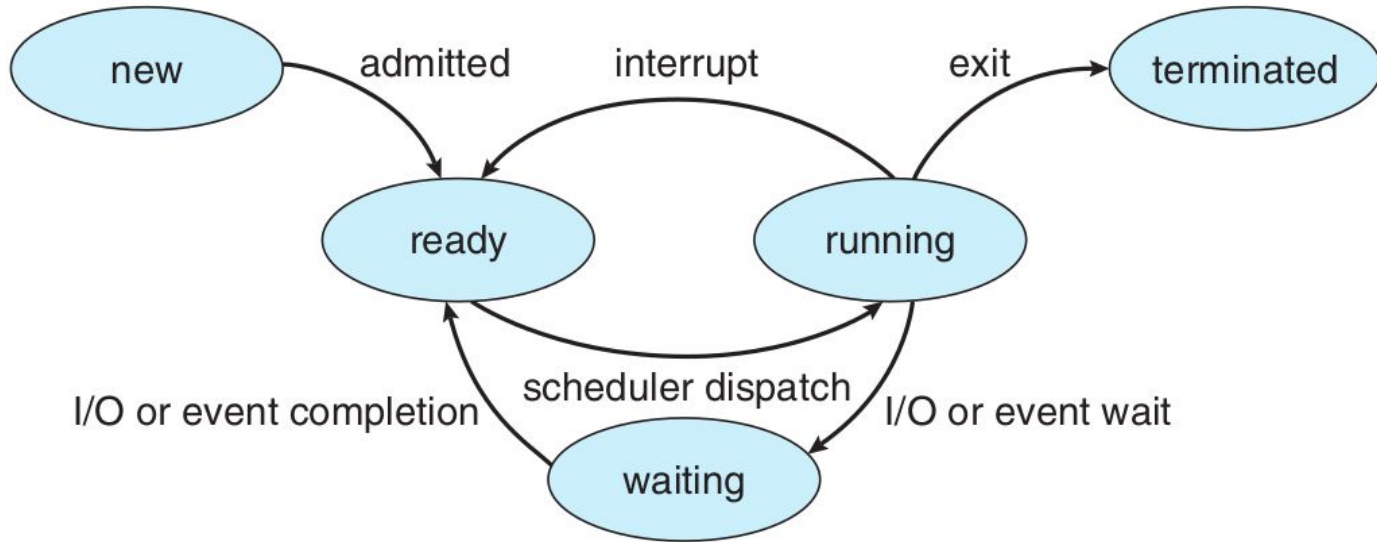 new
admitted
interrupt
exit
terminated
ready
running
scheduler dispatch
I/O or event completion
I/O or event wait
waiting